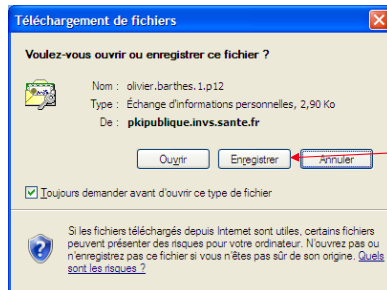 Téléchargement de fichiers
Voulez-vous ouvrir ou enregistrer ce fichier ?
Nom : olivier.barthes.1.p12
Type : Échange d'informations personnelles, 2,90 Ko
De : pkipublique.invs.sante.fr
Ouvrir Enregistrer Annuler
Toujours demander avant d'ouvrir ce type de fichier
Si les fichiers téléchargés depuis Internet sont utiles, certains fichiers
peuvent présenter des risques pour votre ordinateur. N'ouvrez pas ou
n'enregistrez pas ce fichier si vous n'êtes pas sûr de son origine. Quels
sont les risques ?